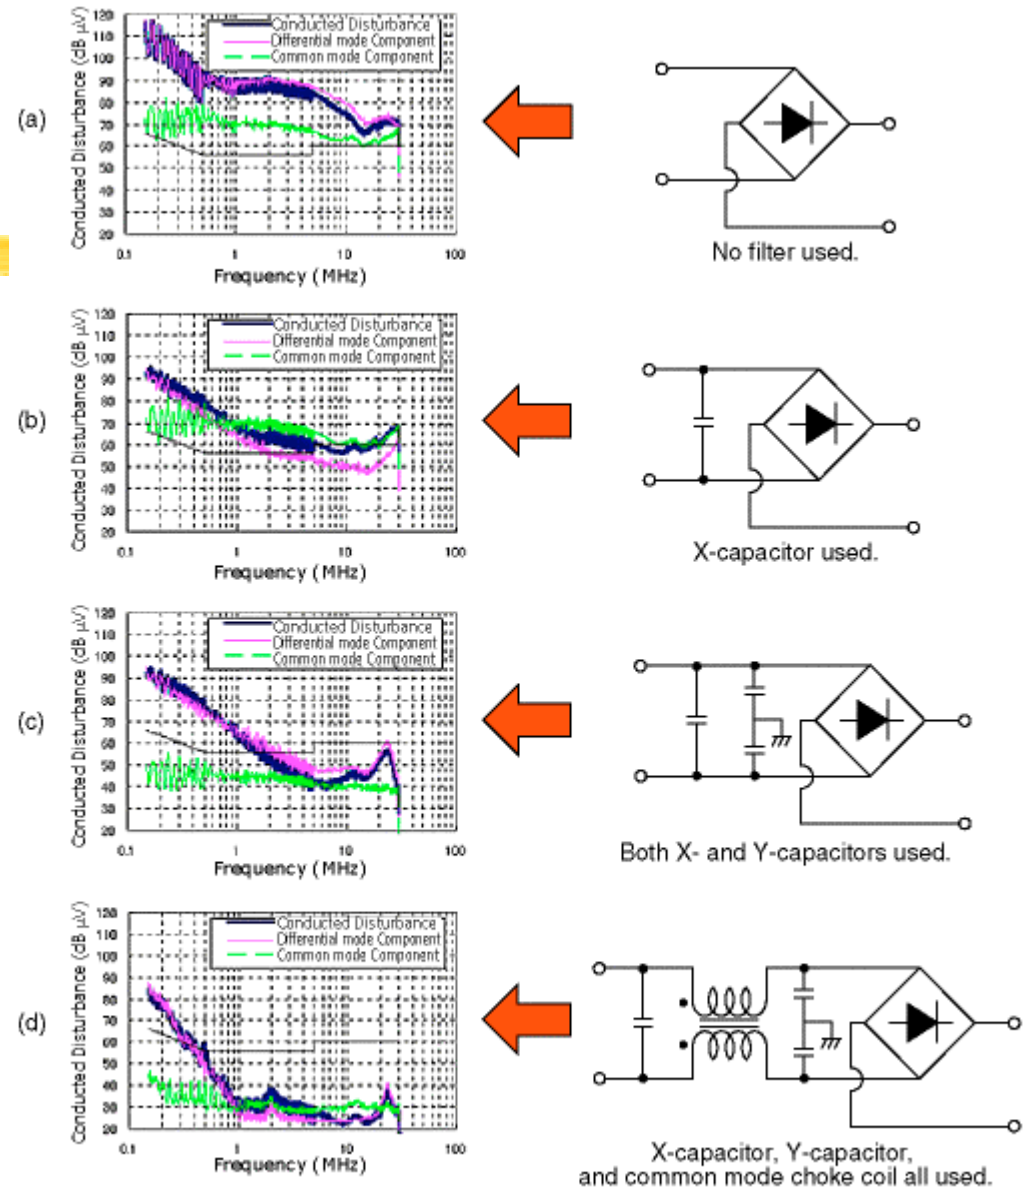 (a)
Conducted Disturbance (dB µV)
120
110
100
90
80
70
60
50
40
30
20
Conducted Disturbance
Differential mode Component
Common mode Component
0.1
1
10
100
Frequency (MHz)
No filter used.
(b)
Conducted Disturbance (dB µV)
120
110
100
90
80
70
60
50
40
30
20
Conducted Disturbance
Differential mode Component
Common mode Component
0.1
1
10
100
Frequency (MHz)
X-capacitor used.
(c)
Conducted Disturbance (dB µV)
120
110
100
90
80
70
60
50
40
30
20
Conducted Disturbance
Differential mode Component
Common mode Component
0.1
1
10
100
Frequency (MHz)
Both X- and Y-capacitors used.
(d)
Conducted Disturbance (dB µV)
120
110
100
90
80
70
60
50
40
30
20
Conducted Disturbance
Differential mode Component
Common mode Component
0.1
1
10
100
Frequency (MHz)
X-capacitor, Y-capacitor,
and common mode choke coil all used.